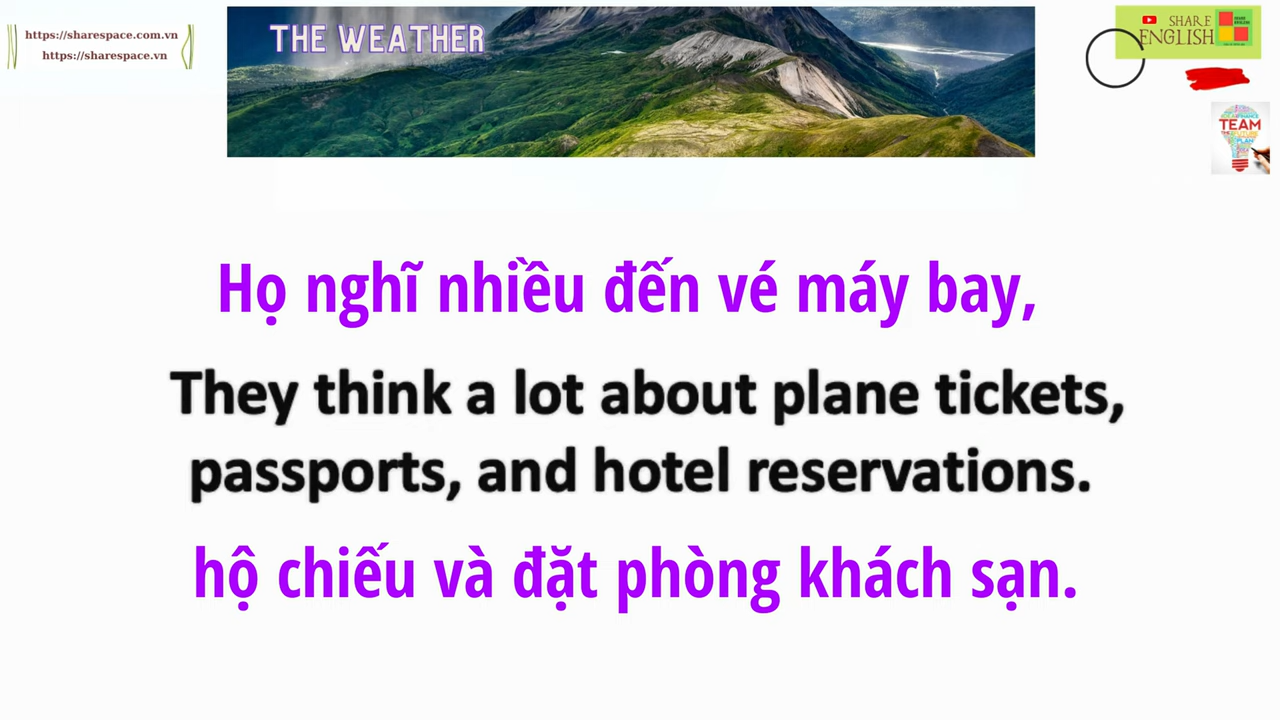 https://sharespace.com.vn
https://sharespace.vn
THE WEATHER
SHARE
ENGLISH
TEAM
PLAN
Họ nghĩ nhiều đến vé máy bay,
They think a lot about plane tickets,
passports, and hotel reservations.
hộ chiếu và đặt phòng khách sạn.